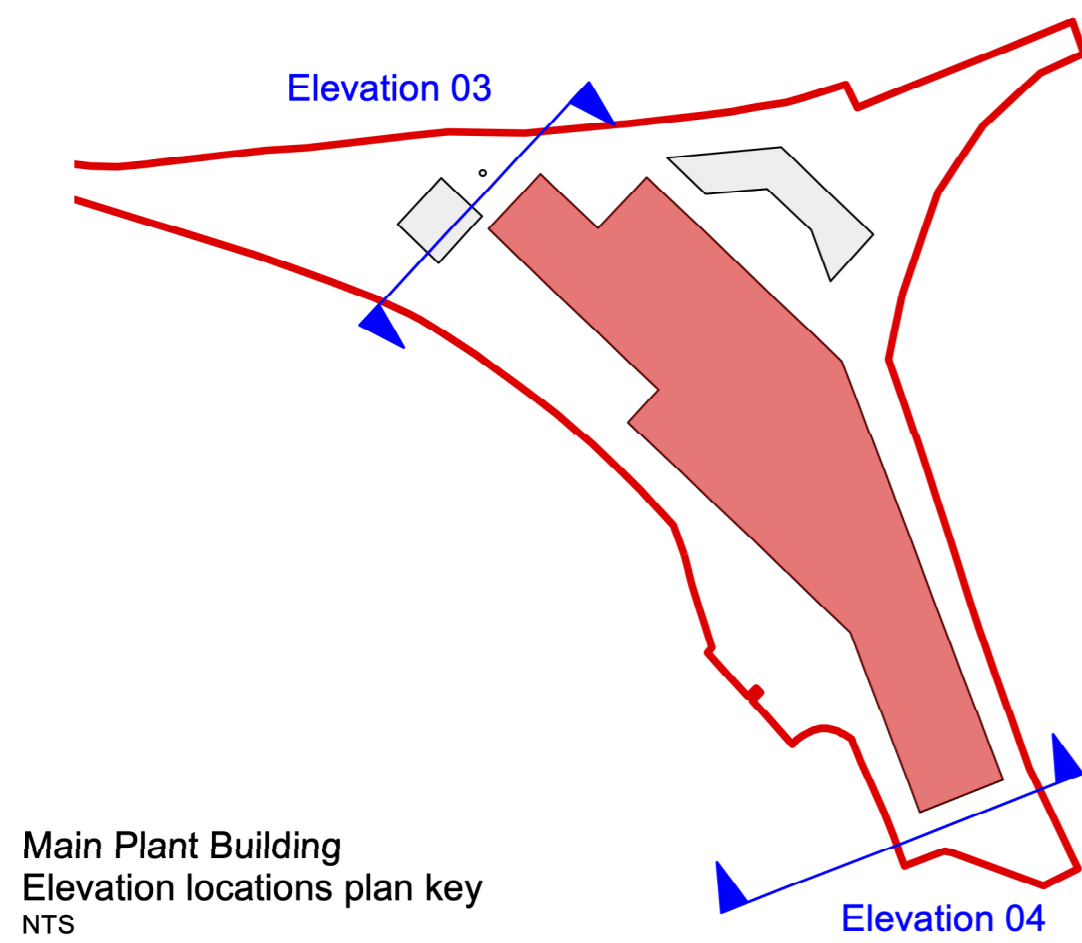 Elevation 03
Main Plant Building
Elevation locations plan key
NTS
Elevation 04